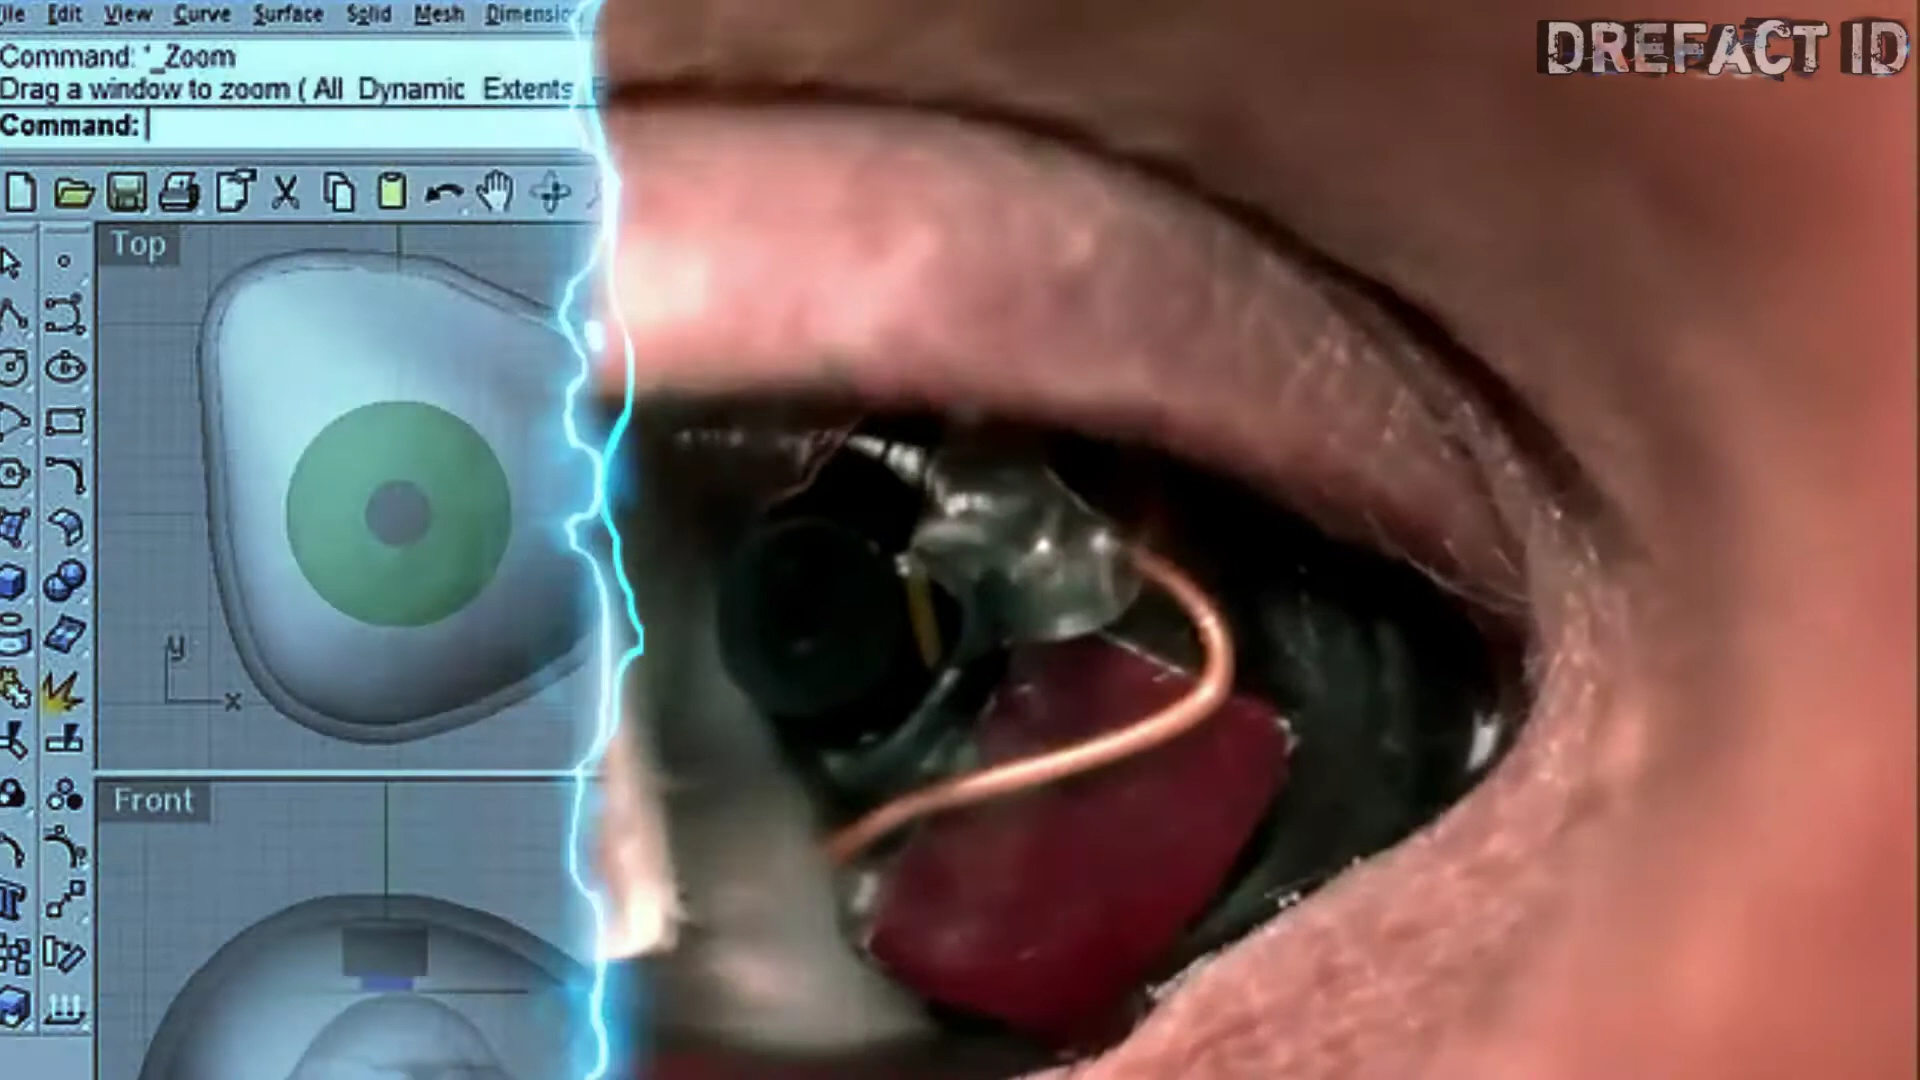 ile Edit View Curve Surface Solid Mesh Dimensio
Command: '_Zoom
Drag a window to zoom ( All Dynamic Extents
Command:
DREFACT ID
Top
y
x
Front